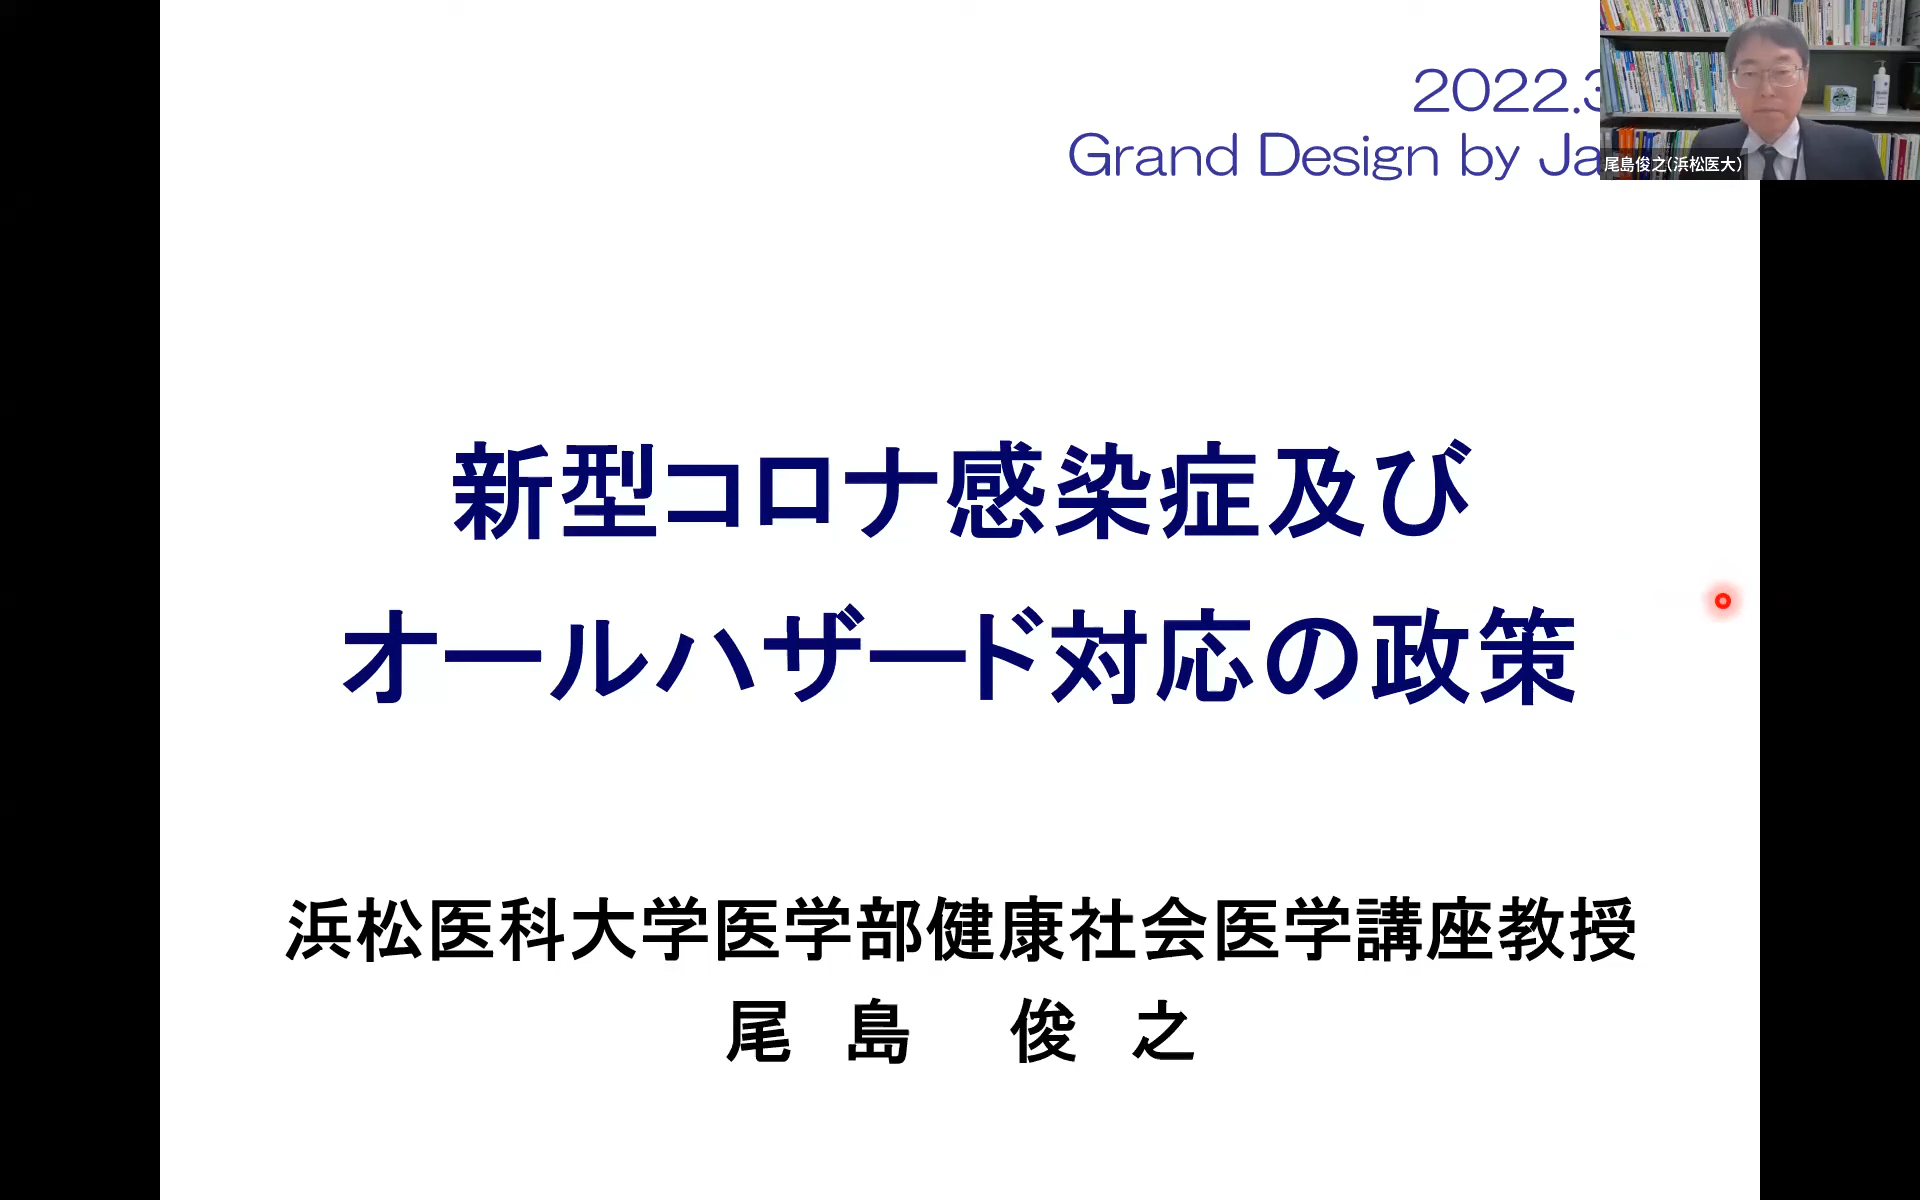 2022.3
Grand Design by Ja
尾島俊之(浜松医大)
新型コロナ感染症及び
オールハザード対応の政策
浜松医科大学医学部健康社会医学講座教授
尾 島 俊 之